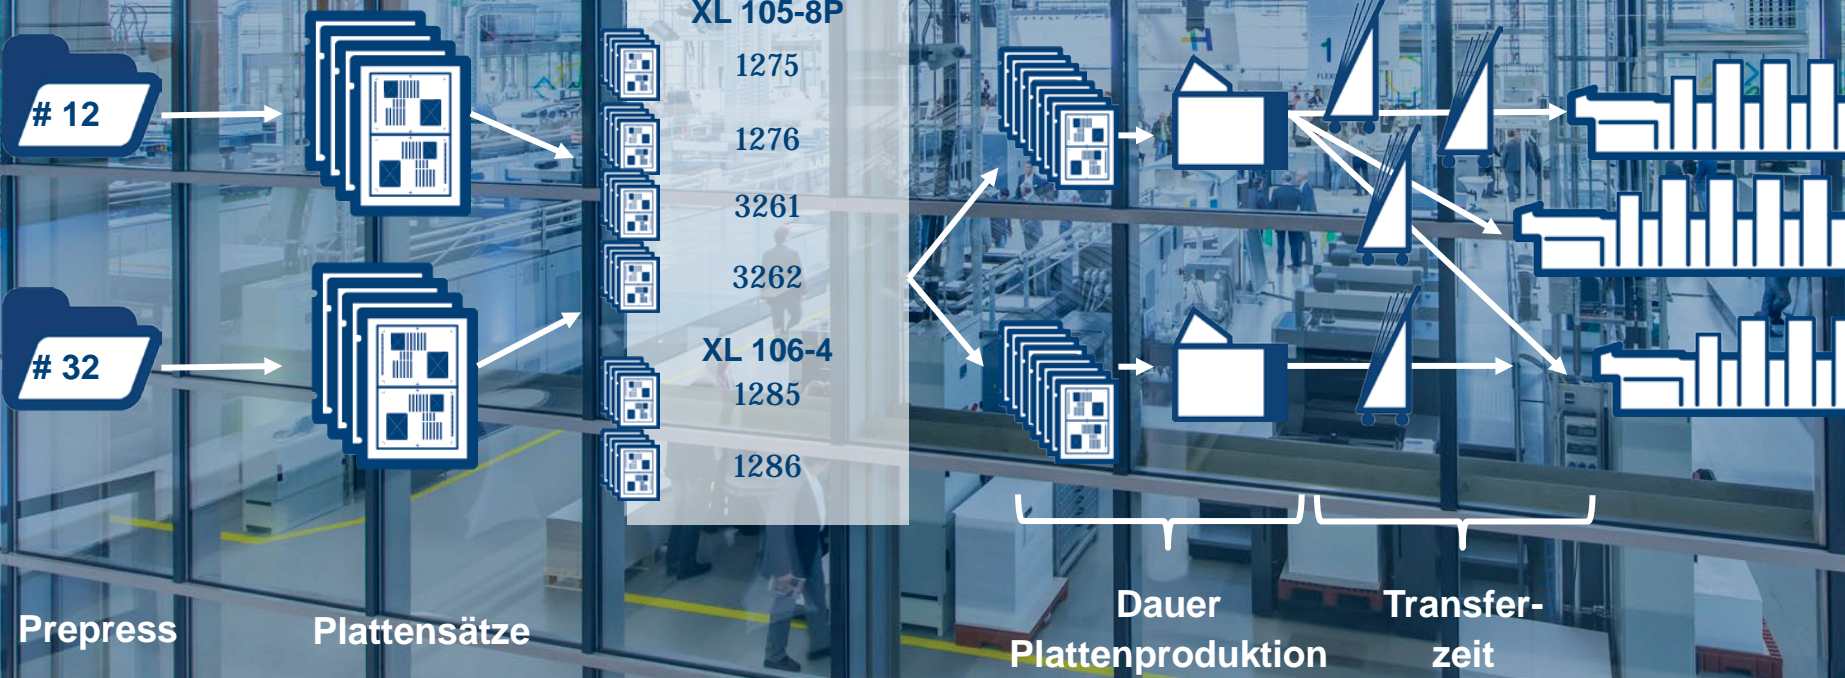 XL 105-8P
# 12
1275
1276
3261
3262
# 32
XL 106-4
1285
1286
Prepress
Plattensätze
Dauer
Plattenproduktion
Transfer-
zeit